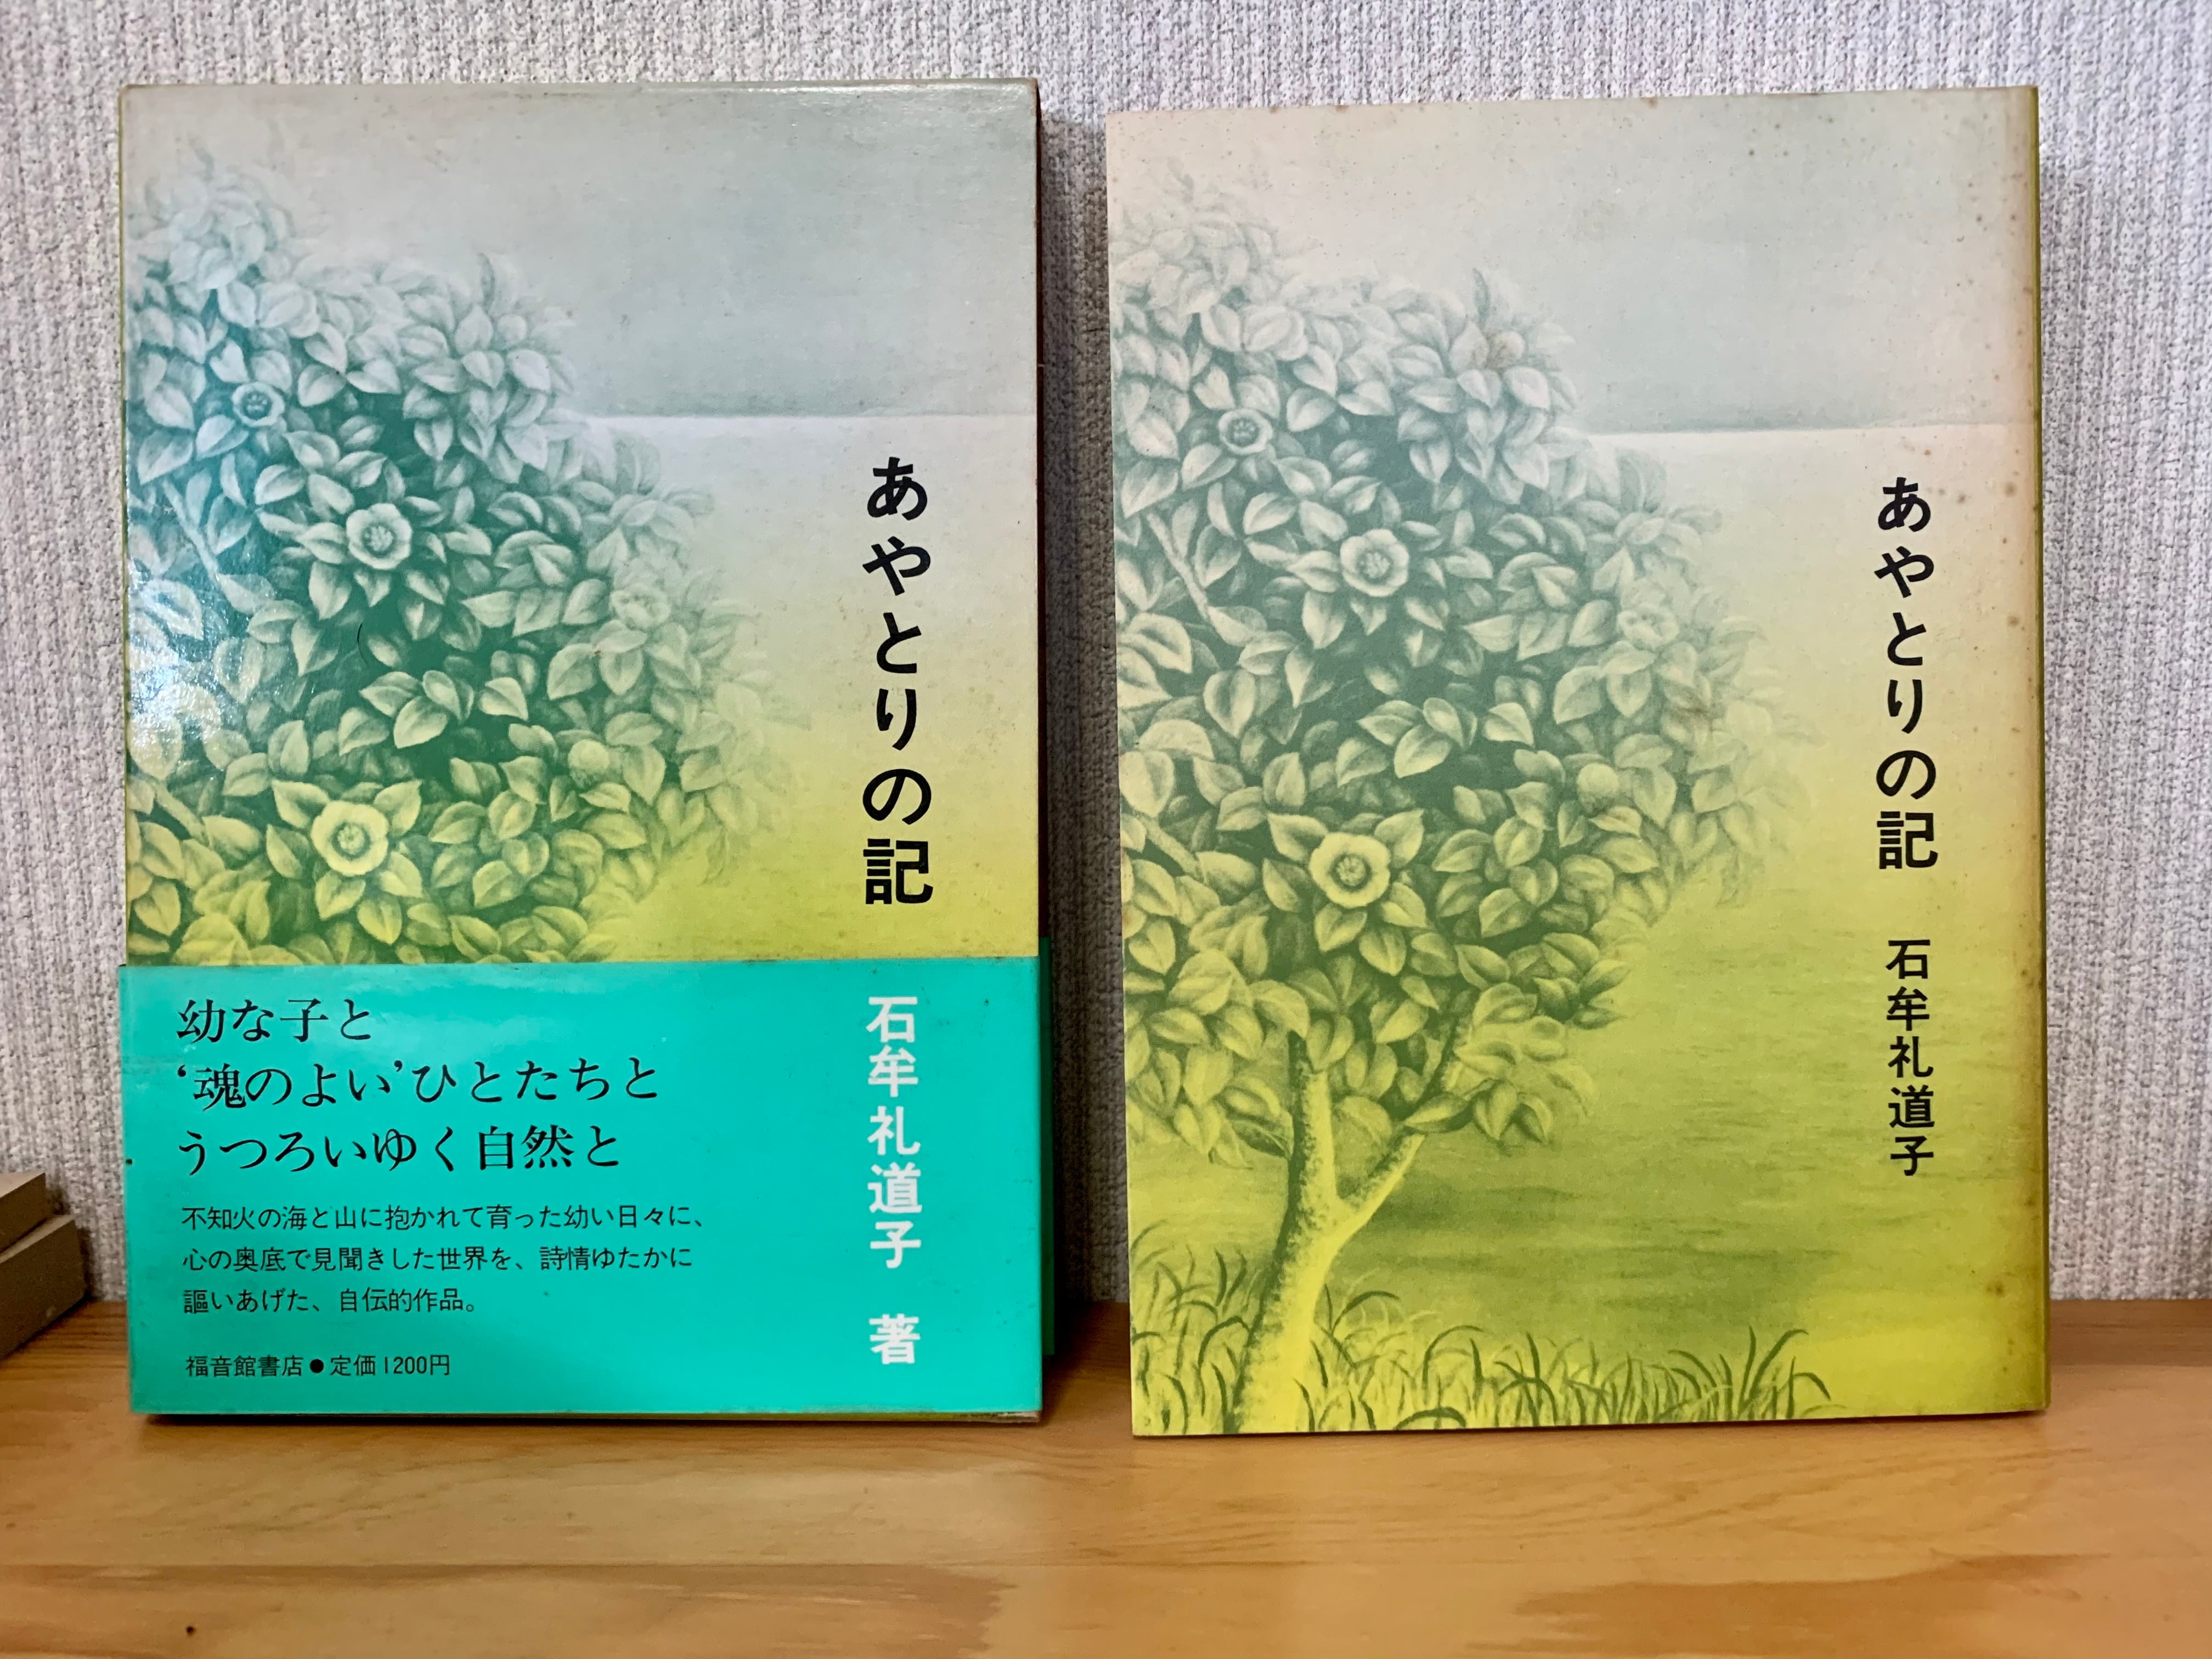 あやとりの記
石牟礼道子 著
幼な子と
‘魂のよい’ひとたちと
うつろいゆく自然と
不知火の海と山に抱かれて育った幼い日々に、
心の奥底で見聞きした世界を、詩情ゆたかに
謳いあげた、自伝的作品。
福音館書店●定価1200円
あやとりの記 石牟礼道子